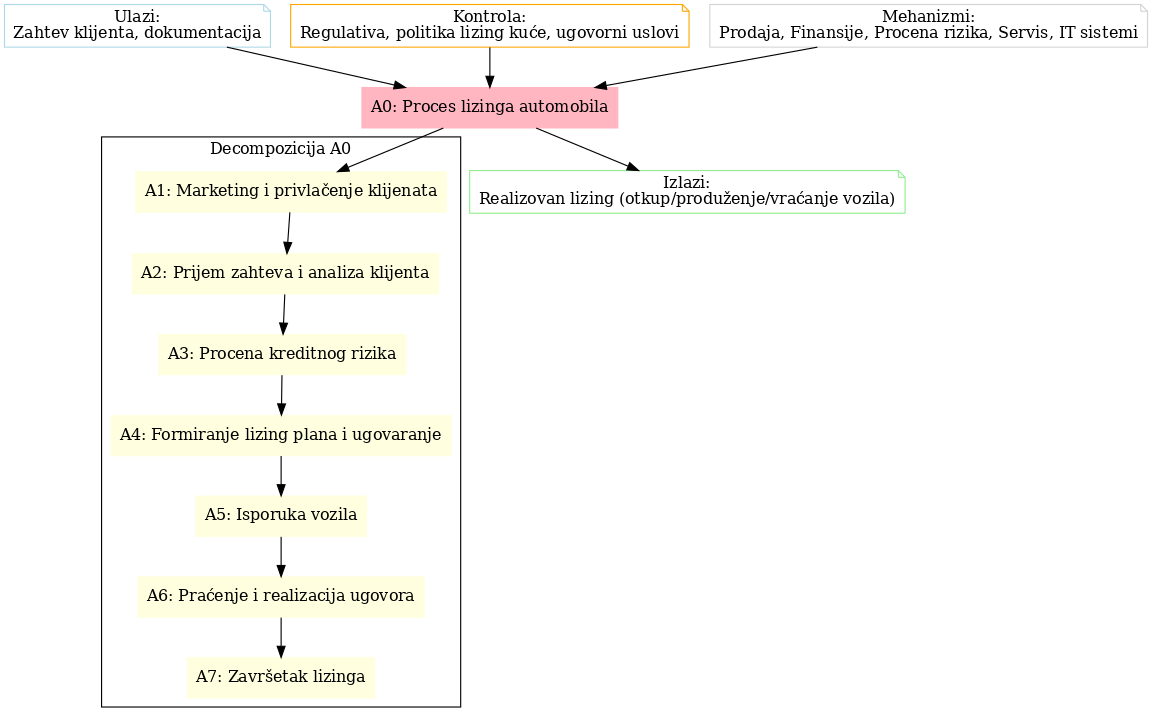 Ulazi:
Zahtev klijenta, dokumentacija
Kontrola:
Regulativa, politika lizing kuće, ugovorni uslovi
Mehanizmi:
Prodaja, Finansije, Procena rizika, Servis, IT sistemi
A0: Proces lizinga automobila
Decompozicija A0
A1: Marketing i privlačenje klijenata
Izlazi:
Realizovan lizing (otkup/produženje/vraćanje vozila)
A2: Prijem zahteva i analiza klijenta
A3: Procena kreditnog rizika
A4: Formiranje lizing plana i ugovaranje
A5: Isporuka vozila
A6: Praćenje i realizacija ugovora
A7: Završetak lizinga